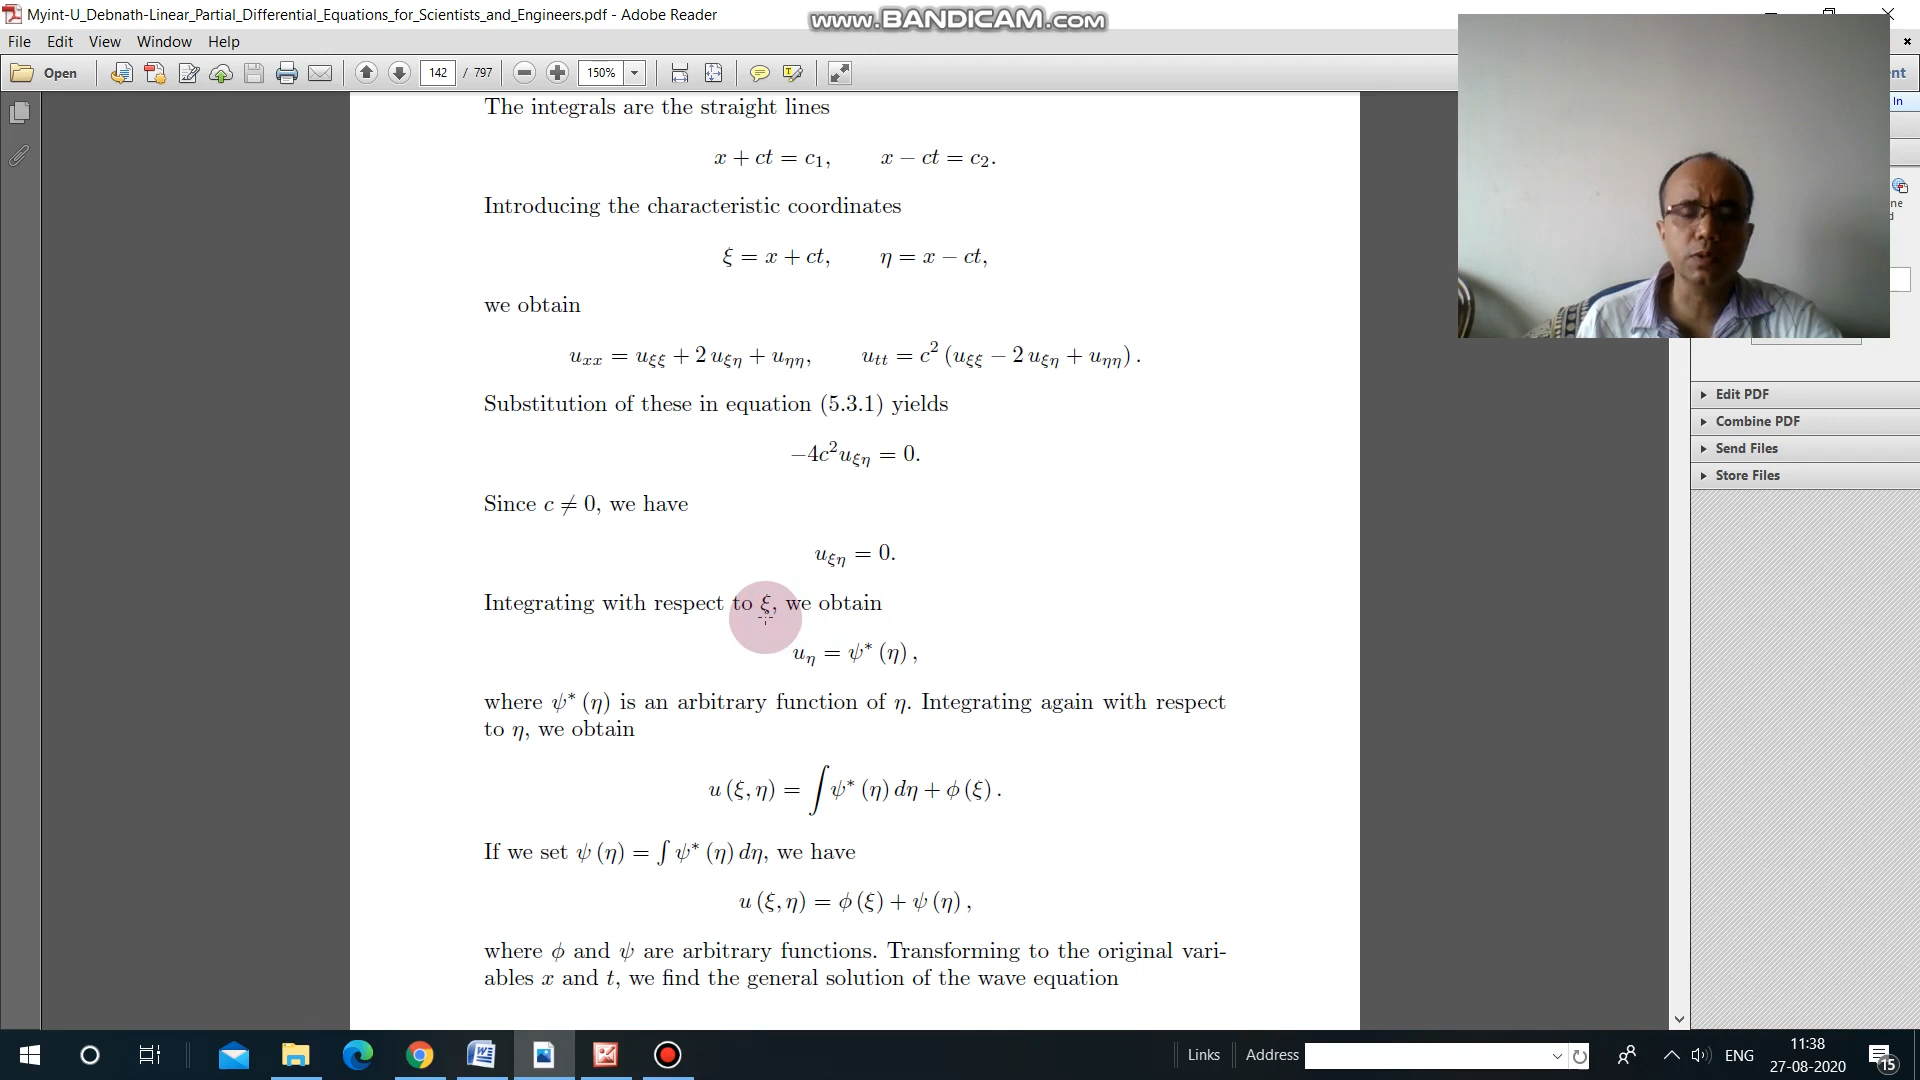 Myint-U_Debnath-Linear_Partial_Differential_Equations_for_Scientists_and_Engineers.pdf - Adobe Reader
www.BANDICAM.com
File Edit View Window Help
Open 142 / 797 150%
The integrals are the straight lines
x + ct = c₁, x − ct = c₂.
Introducing the characteristic coordinates
ξ = x + ct, η = x − ct,
we obtain
u_xx = u_ξξ + 2 u_ξη + u_ηη, u_tt = c² (u_ξξ − 2 u_ξη + u_ηη) .
Substitution of these in equation (5.3.1) yields
−4c²u_ξη = 0.
Since c ≠ 0, we have
u_ξη = 0.
Integrating with respect to ξ, we obtain
u_η = ψ* (η) ,
where ψ* (η) is an arbitrary function of η. Integrating again with respect
to η, we obtain
u (ξ, η) = ∫ ψ* (η) dη + ϕ (ξ) .
If we set ψ (η) = ∫ ψ* (η) dη, we have
u (ξ, η) = ϕ (ξ) + ψ (η) ,
where ϕ and ψ are arbitrary functions. Transforming to the original vari-
ables x and t, we find the general solution of the wave equation
nt
In
ne
d
Edit PDF
Combine PDF
Send Files
Store Files
Links Address ENG
11:38
27-08-2020
15